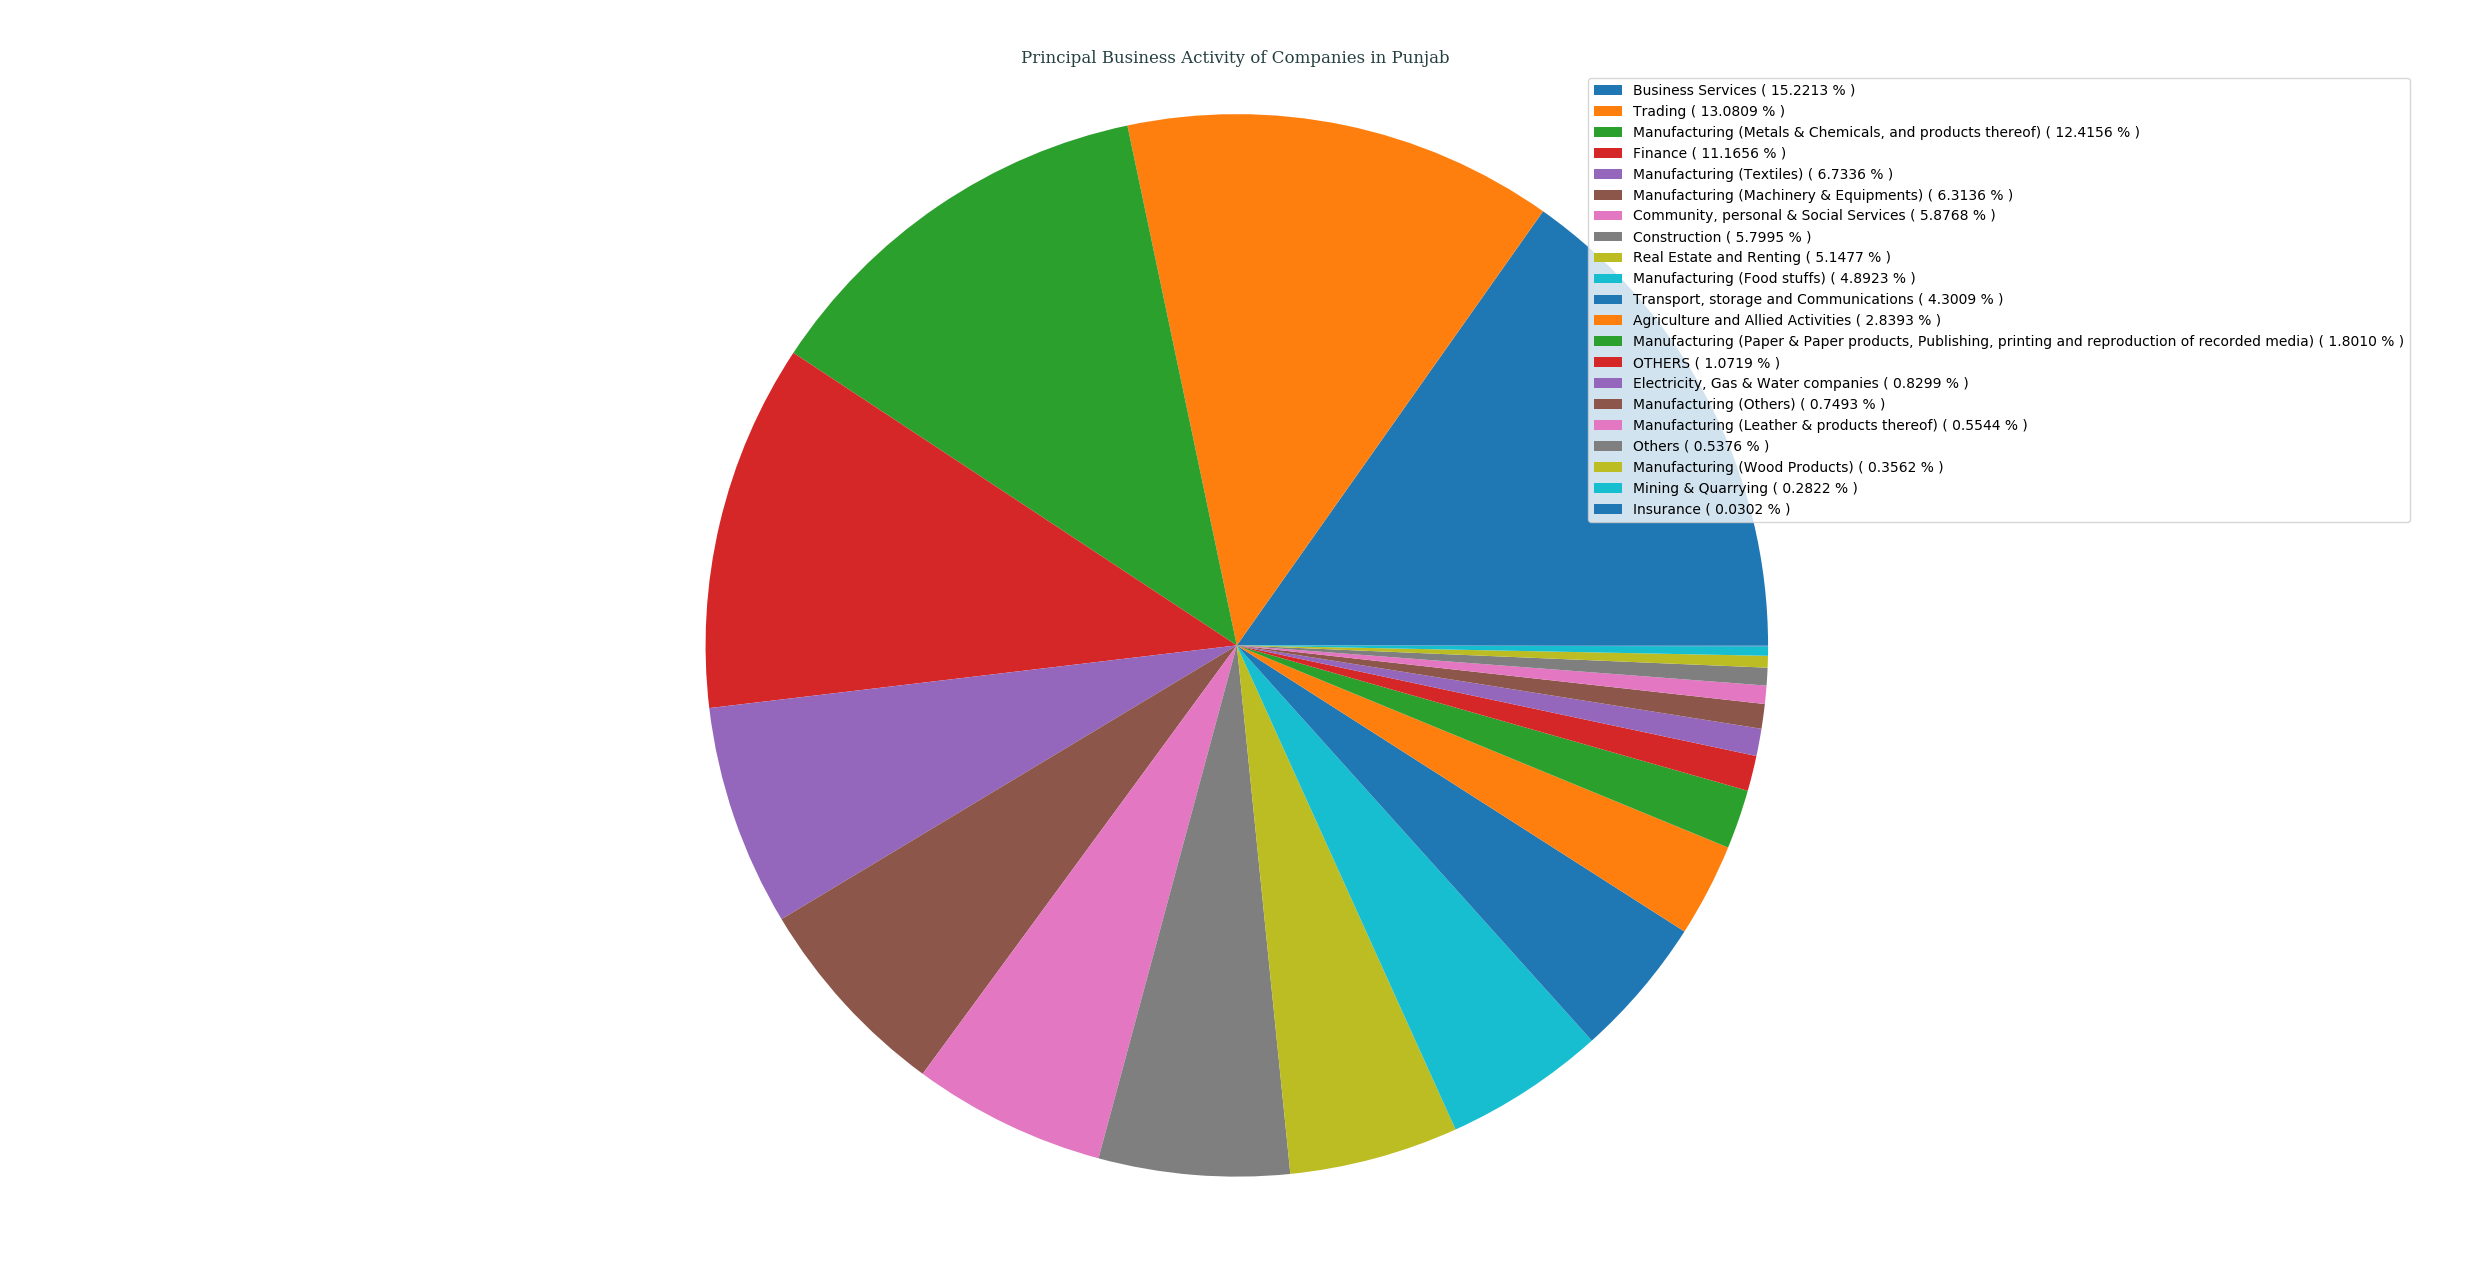 Principal Business Activity of Companies in Punjab
Business Services ( 15.2213 % )
Trading ( 13.0809 % )
Manufacturing (Metals & Chemicals, and products thereof) ( 12.4156 % )
Finance ( 11.1656 % )
Manufacturing (Textiles) ( 6.7336 % )
Manufacturing (Machinery & Equipments) ( 6.3136 % )
Community, personal & Social Services ( 5.8768 % )
Construction ( 5.7995 % )
Real Estate and Renting ( 5.1477 % )
Manufacturing (Food stuffs) ( 4.8923 % )
Transport, storage and Communications ( 4.3009 % )
Agriculture and Allied Activities ( 2.8393 % )
Manufacturing (Paper & Paper products, Publishing, printing and reproduction of recorded media) ( 1.8010 % )
OTHERS ( 1.0719 % )
Electricity, Gas & Water companies ( 0.8299 % )
Manufacturing (Others) ( 0.7493 % )
Manufacturing (Leather & products thereof) ( 0.5544 % )
Others ( 0.5376 % )
Manufacturing (Wood Products) ( 0.3562 % )
Mining & Quarrying ( 0.2822 % )
Insurance ( 0.0302 % )